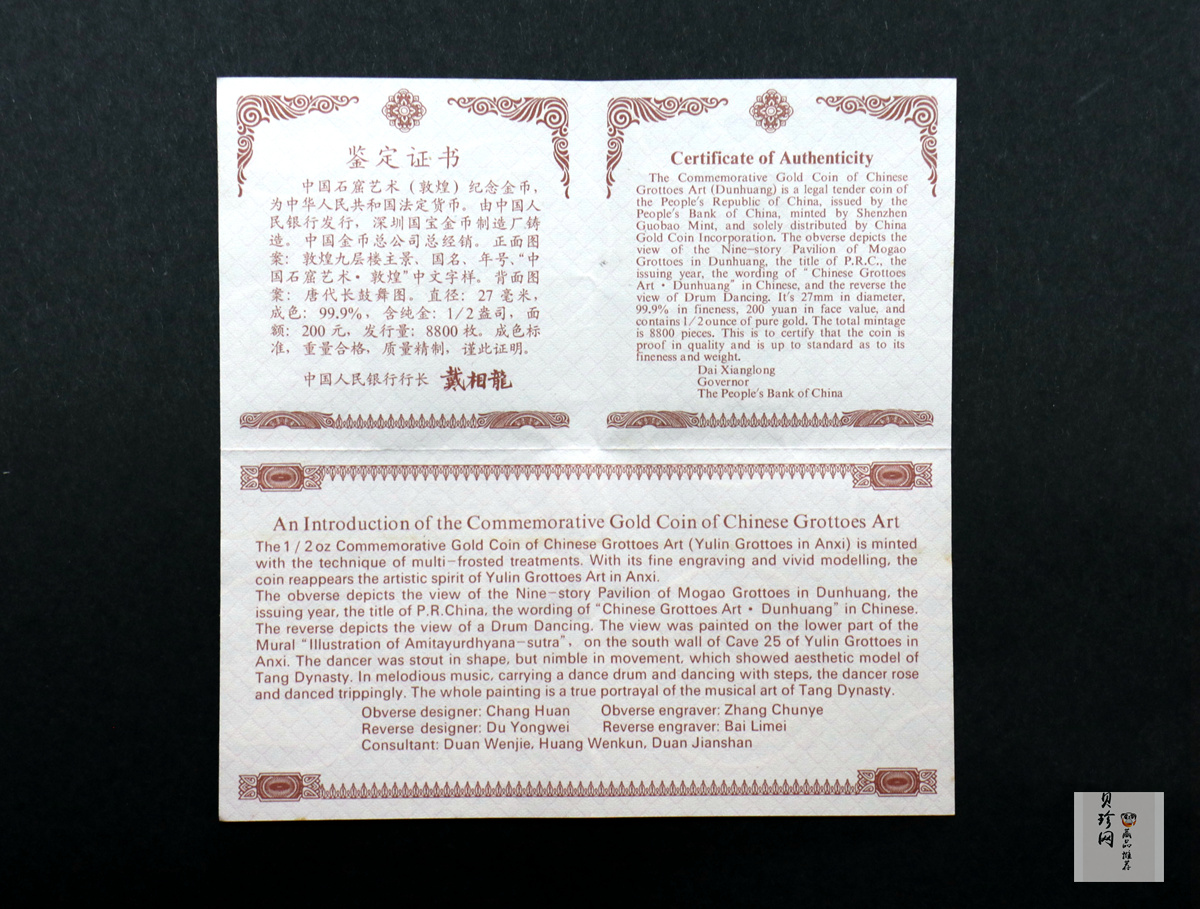 鉴定证书
中国石窟艺术（敦煌）纪念金币，
为中华人民共和国法定货币。由中国人
民银行发行，深圳国宝金币制造厂铸
造。中国金币总公司总经销。正面图
案：敦煌九层楼主景、国名、年号、“中
国石窟艺术·敦煌”中文字样。背面图
案：唐代长鼓舞图。直径：27毫米，
成色：99.9%，含纯金：1/2盎司，面
额：200元，发行量：8800枚。成色标
准，重量合格，质量精制，谨此证明。
中国人民银行行长 戴相龍
Certificate of Authenticity
The Commemorative Gold Coin of Chinese
Grottoes Art (Dunhuang) is a legal tender coin of
the People's Republic of China, issued by the
People's Bank of China, minted by Shenzhen
Guobao Mint, and solely distributed by China
Gold Coin Incorporation. The obverse depicts the
view of the Nine-story Pavilion of Mogao
Grottoes in Dunhuang, the title of P.R.C., the
issuing year, the wording of "Chinese Grottoes
Art · Dunhuang" in Chinese, and the reverse the
view of Drum Dancing. It's 27mm in diameter,
99.9% in fineness, 200 yuan in face value, and
contains 1/2 ounce of pure gold. The total mintage
is 8800 pieces. This is to certify that the coin is
proof in quality and is up to standard as to its
fineness and weight.
Dai Xianglong
Governor
The People's Bank of China
An Introduction of the Commemorative Gold Coin of Chinese Grottoes Art
The 1/2 oz Commemorative Gold Coin of Chinese Grottoes Art (Yulin Grottoes in Anxi) is minted
with the technique of multi-frosted treatments. With its fine engraving and vivid modelling, the
coin reappears the artistic spirit of Yulin Grottoes Art in Anxi.
The obverse depicts the view of the Nine-story Pavilion of Mogao Grottoes in Dunhuang, the
issuing year, the title of P.R.China, the wording of "Chinese Grottoes Art · Dunhuang" in Chinese.
The reverse depicts the view of a Drum Dancing. The view was painted on the lower part of the
Mural "Illustration of Amitayurdhyana-sutra", on the south wall of Cave 25 of Yulin Grottoes in
Anxi. The dancer was stout in shape, but nimble in movement, which showed aesthetic model of
Tang Dynasty. In melodious music, carrying a dance drum and dancing with steps, the dancer rose
and danced trippingly. The whole painting is a true portrayal of the musical art of Tang Dynasty.
Obverse designer: Chang Huan Obverse engraver: Zhang Chunye
Reverse designer: Du Yongwei Reverse engraver: Bai Limei
Consultant: Duan Wenjie, Huang Wenkun, Duan Jianshan
贝珍网
藏品推荐